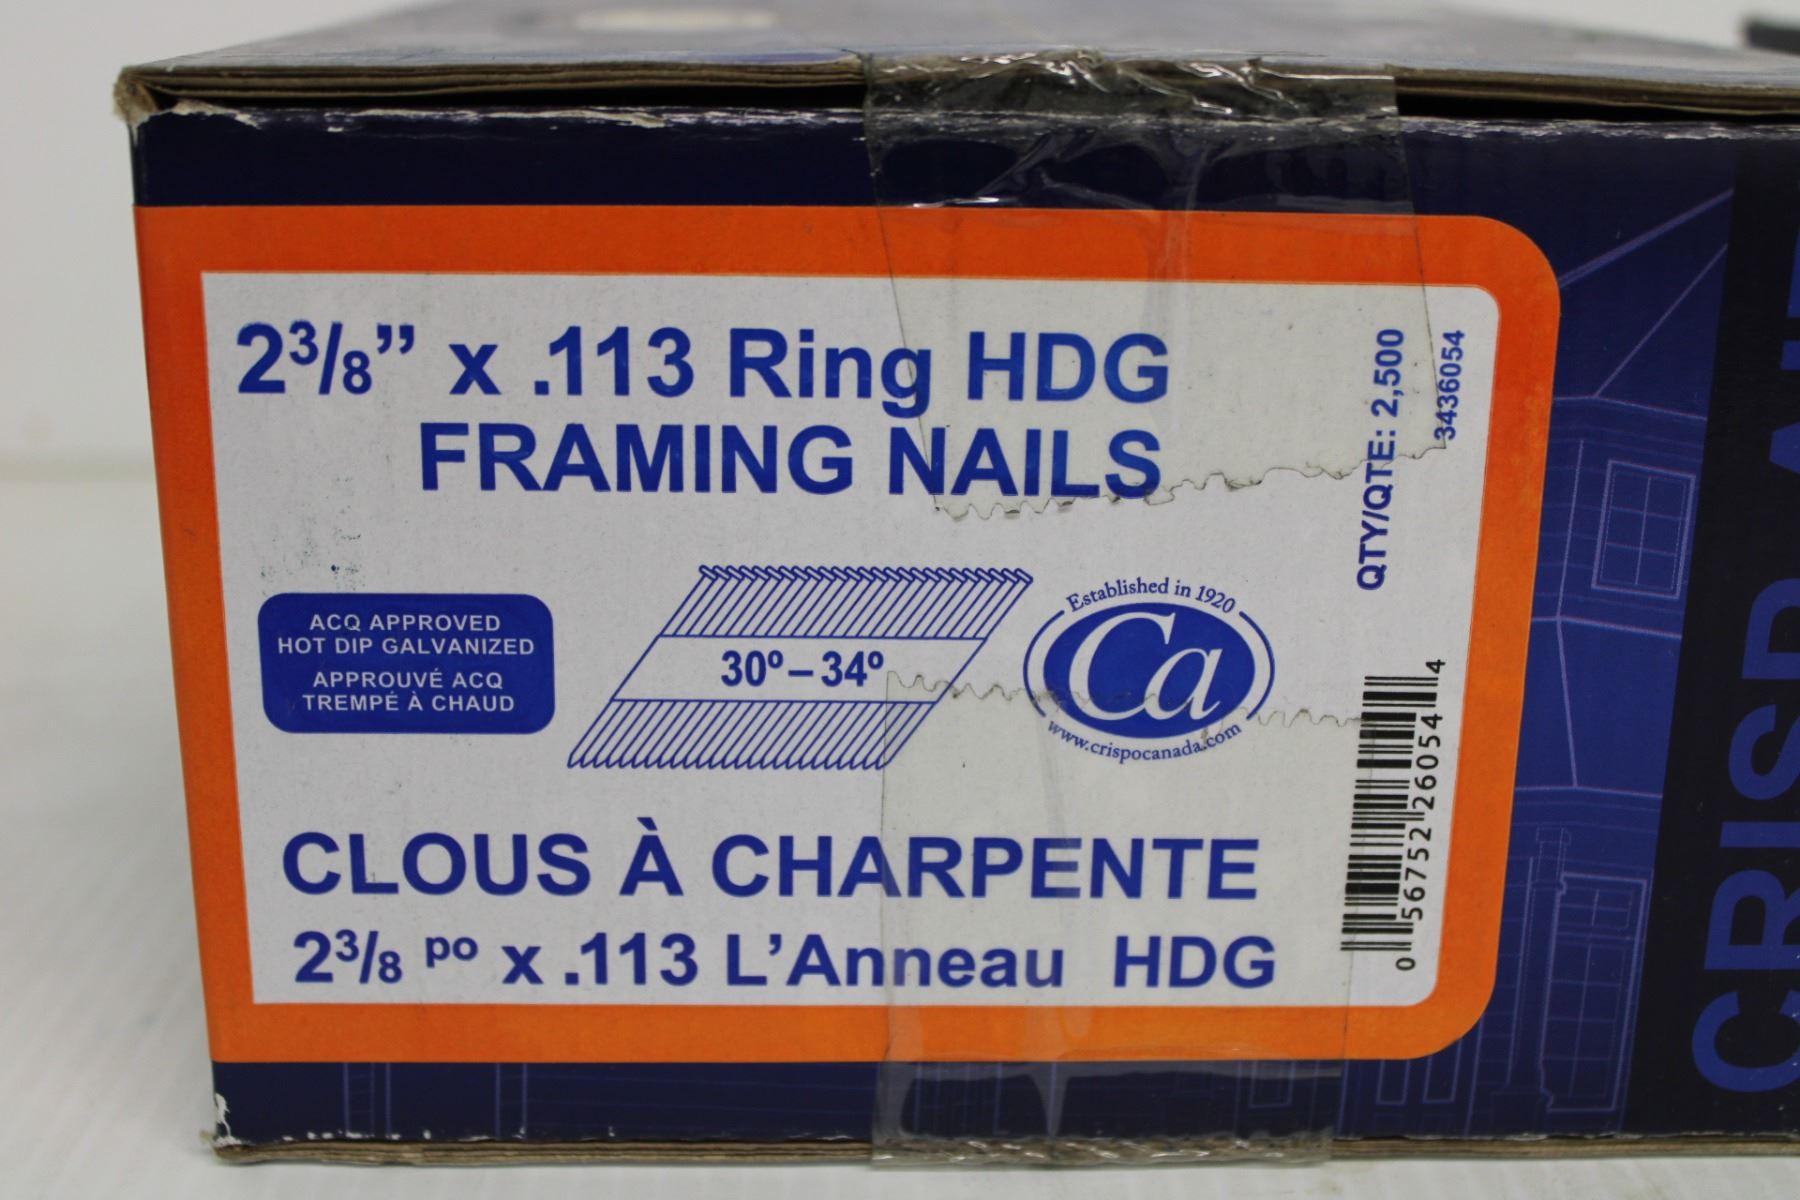 2 3/8” x .113 Ring HDG
FRAMING NAILS
QTY/QTE: 2,500
3436054
ACQ APPROVED
HOT DIP GALVANIZED
APPROUVÉ ACQ
TREMPÉ À CHAUD
30º – 34º
Established in 1920
Ca
www.crispocanada.com
0 56752 26054 4
CLOUS À CHARPENTE
2 3/8 po x .113 L’Anneau HDG